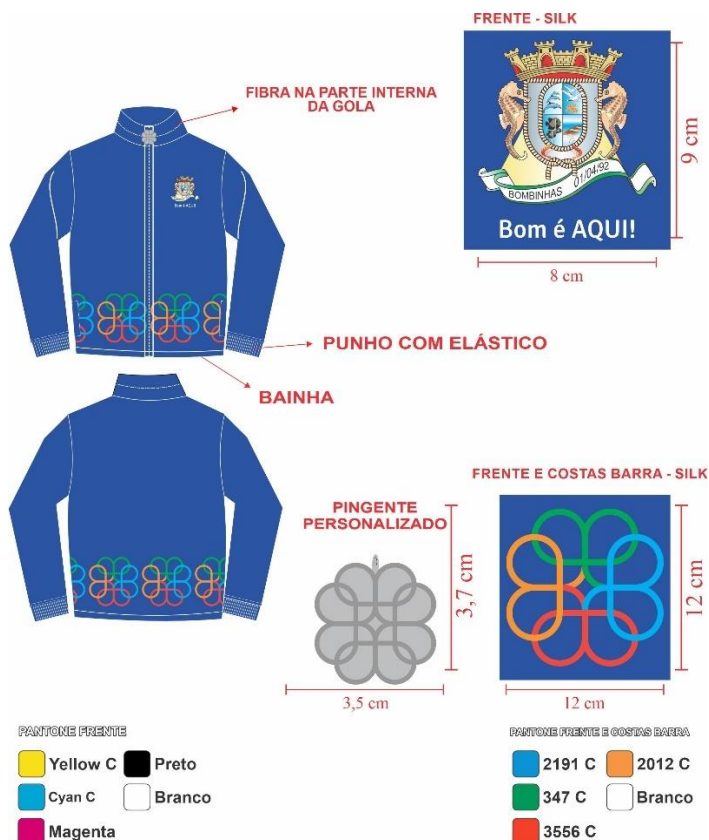 FRENTE - SILK
FIBRA NA PARTE INTERNA
DA GOLA
BOMBINHAS 01/04/92
Bom é AQUI!
9 cm
8 cm
Bom é AQUI!
PUNHO COM ELÁSTICO
BAINHA
FRENTE E COSTAS BARRA - SILK
PINGENTE
PERSONALIZADO
3,7 cm
12 cm
3,5 cm
12 cm
PANTONE FRENTE
Yellow C
Preto
Cyan C
Branco
Magenta
PANTONE FRENTE E COSTAS BARRA
2191 C
2012 C
347 C
Branco
3556 C